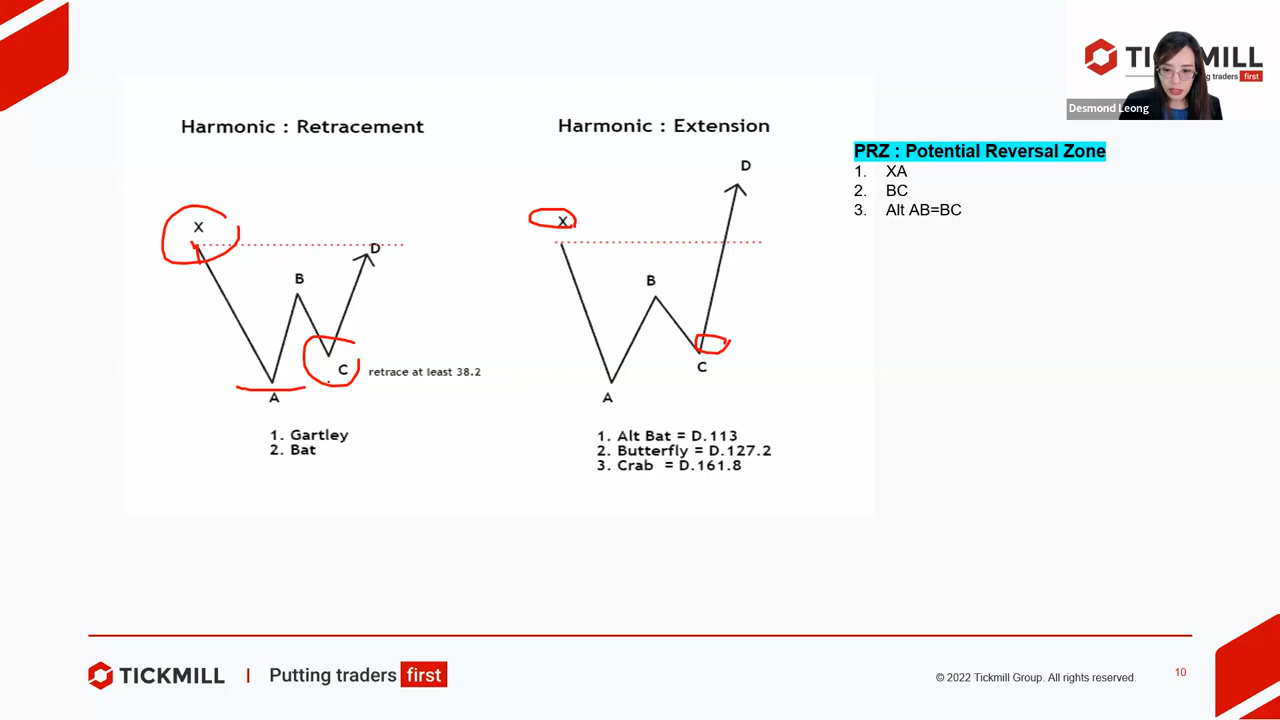 TICKMILL
Putting traders first
Desmond Leong
Harmonic : Retracement
X
D
B
C
retrace at least 38.2
A
1. Gartley
2. Bat
Harmonic : Extension
D
X
B
C
A
1. Alt Bat = D.113
2. Butterfly = D.127.2
3. Crab = D.161.8
PRZ : Potential Reversal Zone
1. XA
2. BC
3. Alt AB=BC
TICKMILL | Putting traders first
© 2022 Tickmill Group. All rights reserved.
10